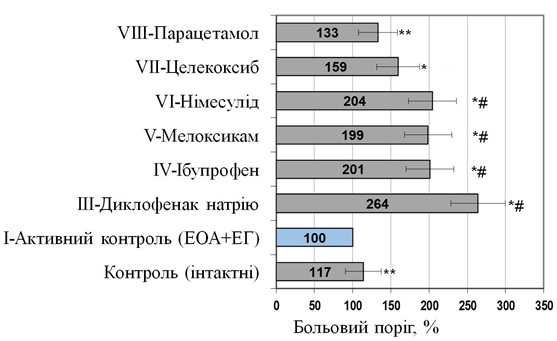 VIII-Парацетамол 133 **
VII-Целекоксиб 159 *
VI-Німесулід 204 *#
V-Мелоксикам 199 *#
IV-Ібупрофен 201 *#
III-Диклофенак натрію 264 *#
I-Активний контроль (ЕОА+ЕГ) 100
Контроль (інтактні) 117 **
0 50 100 150 200 250 300 350
Больовий поріг, %